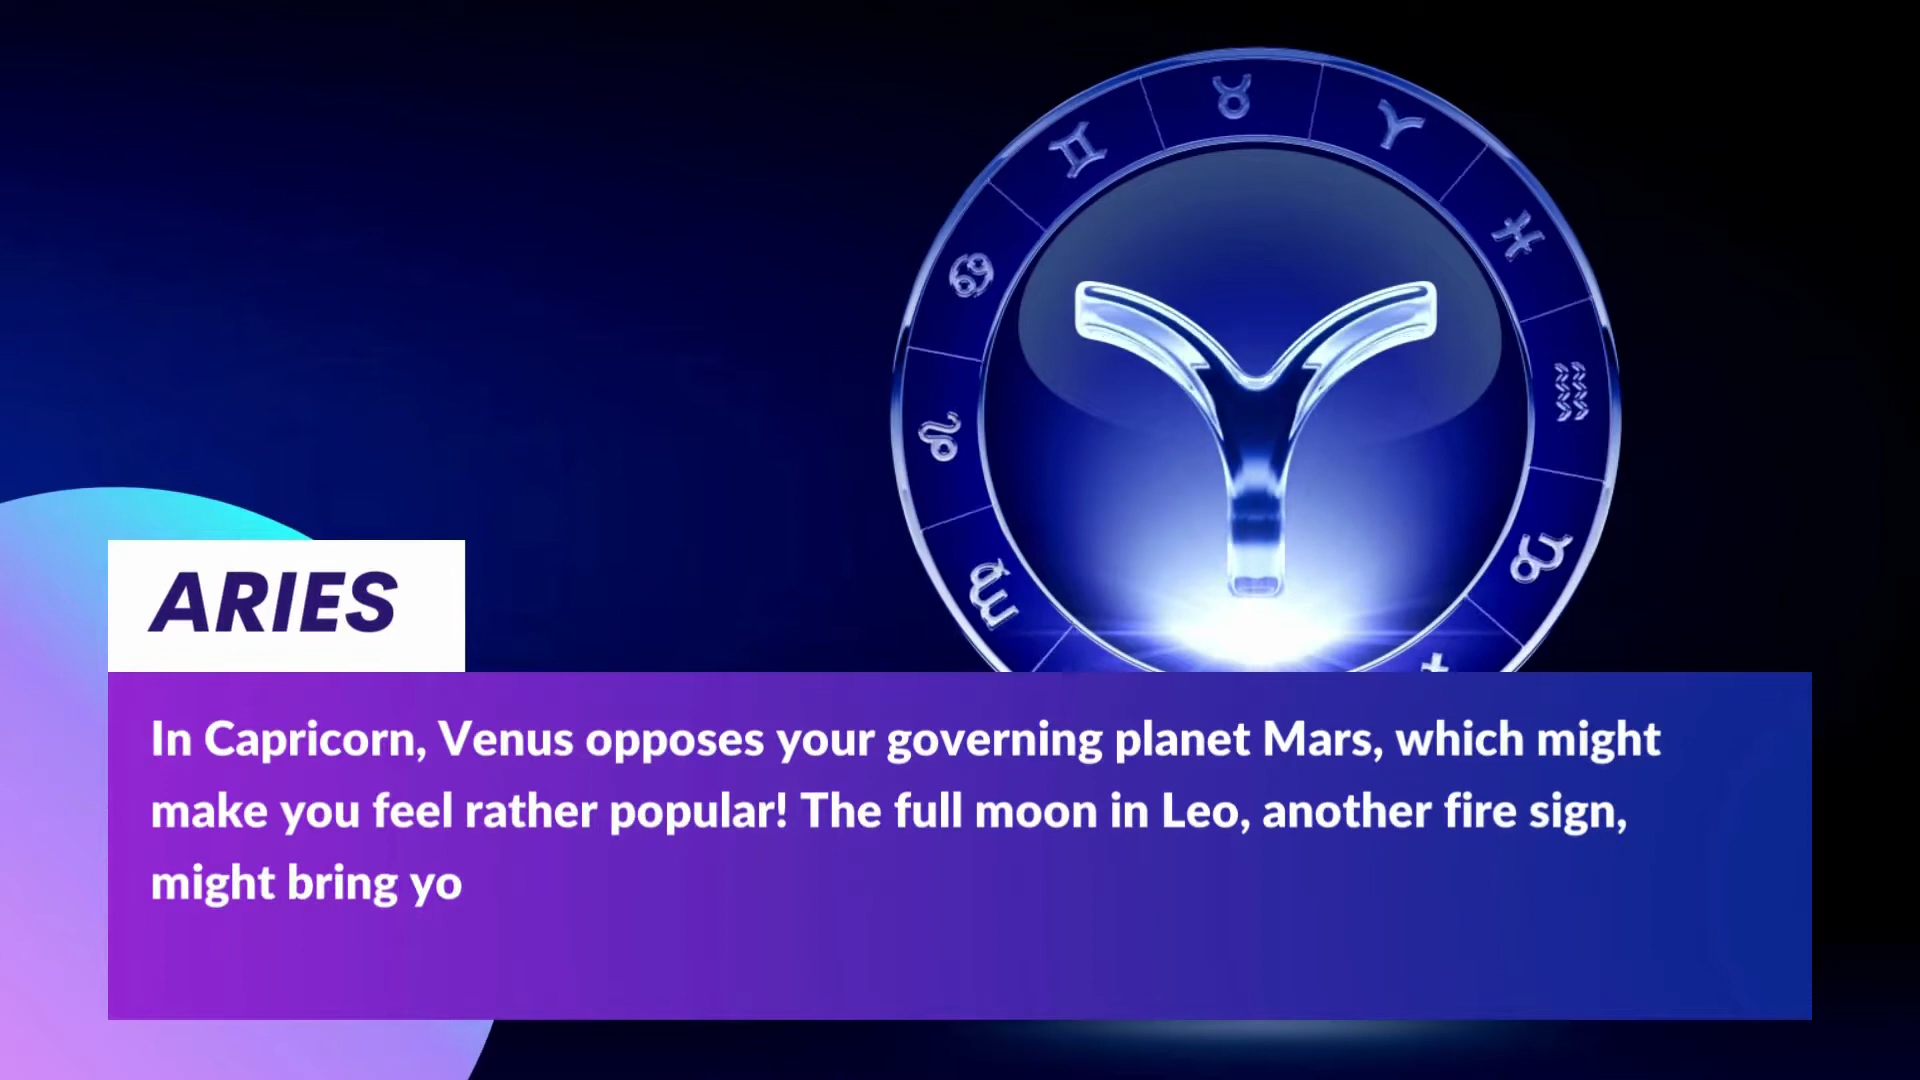 ARIES
In Capricorn, Venus opposes your governing planet Mars, which might
make you feel rather popular! The full moon in Leo, another fire sign,
might bring yo